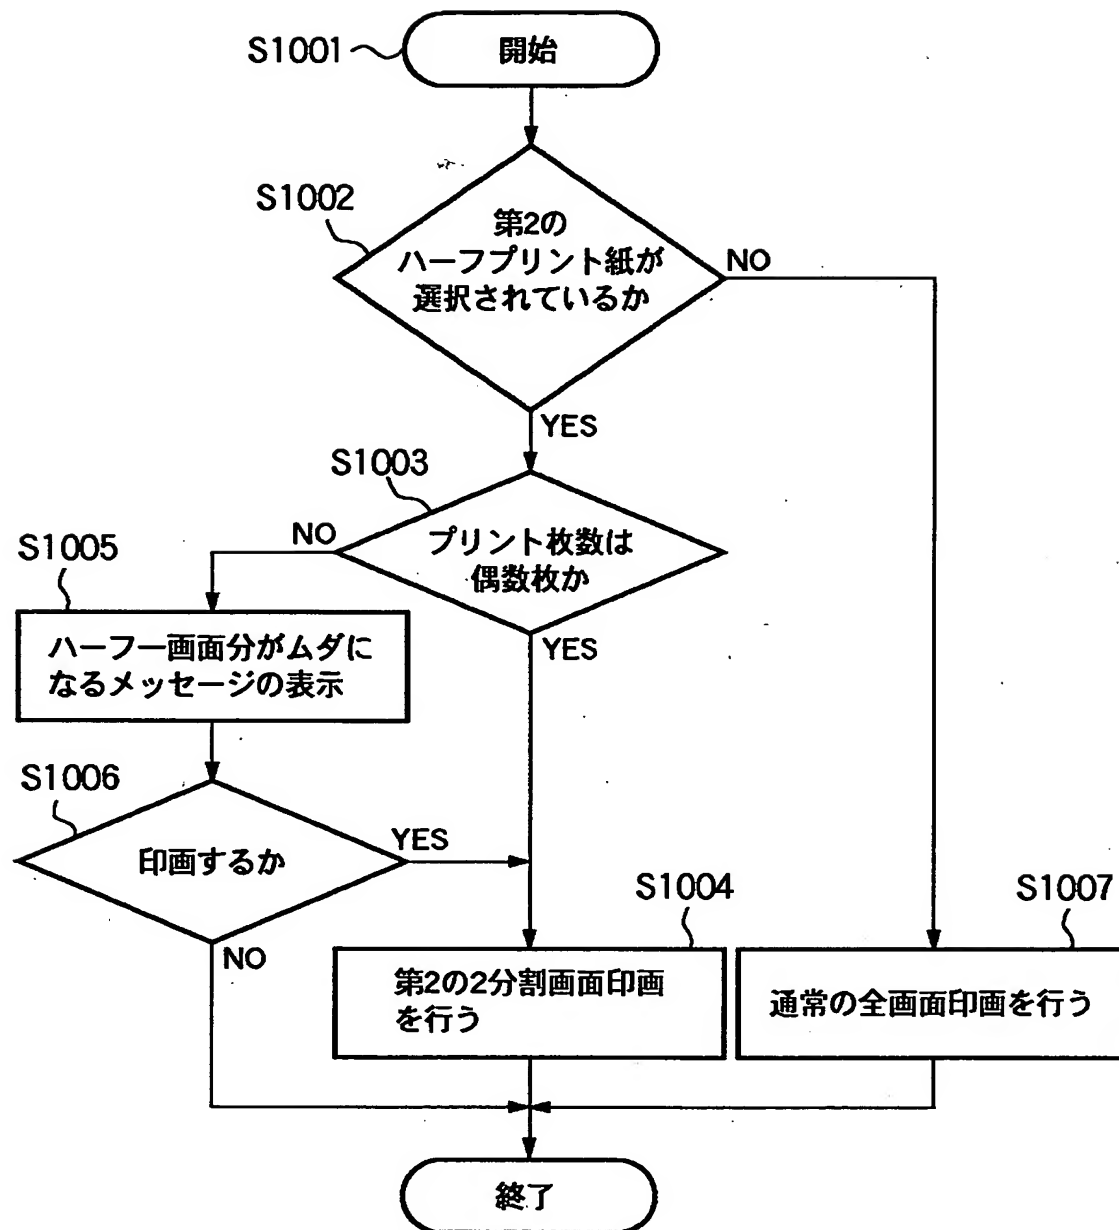 S1001
開始
S1002
第2の
ハーフプリント紙が
選択されているか
NO
YES
S1003
プリント枚数は
偶数枚か
NO
YES
S1005
ハーフ一画面分がムダに
なるメッセージの表示
S1006
印画するか
YES
NO
S1004
第2の2分割画面印画
を行う
S1007
通常の全画面印画を行う
終了